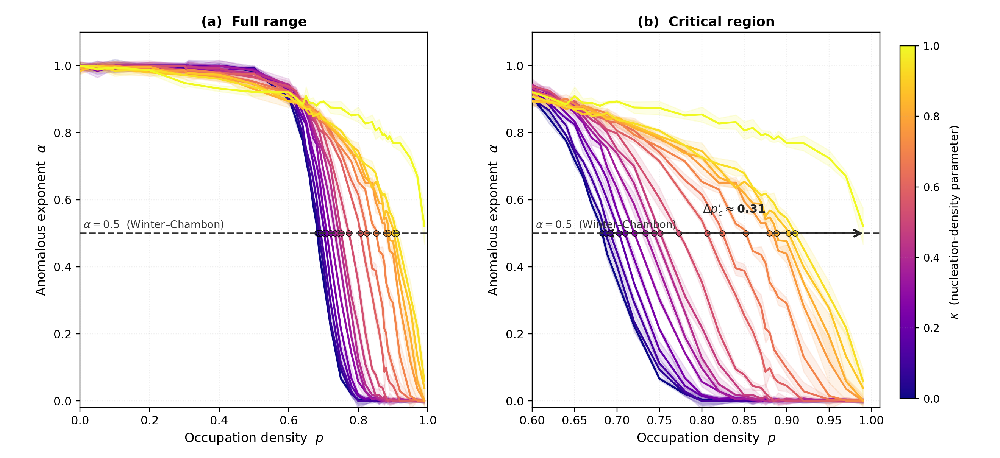 (a)  Full range
Anomalous exponent α
1.0
0.8
0.6
0.4
0.2
0.0
α = 0.5 (Winter–Chambon)
0.0 0.2 0.4 0.6 0.8 1.0
Occupation density p
(b)  Critical region
Anomalous exponent α
1.0
0.8
0.6
0.4
0.2
0.0
Δp′c ≈ 0.31
α = 0.5 (Winter–Chambon)
0.60 0.65 0.70 0.75 0.80 0.85 0.90 0.95 1.00
Occupation density p
1.0
0.8
0.6
0.4
0.2
0.0
κ (nucleation-density parameter)